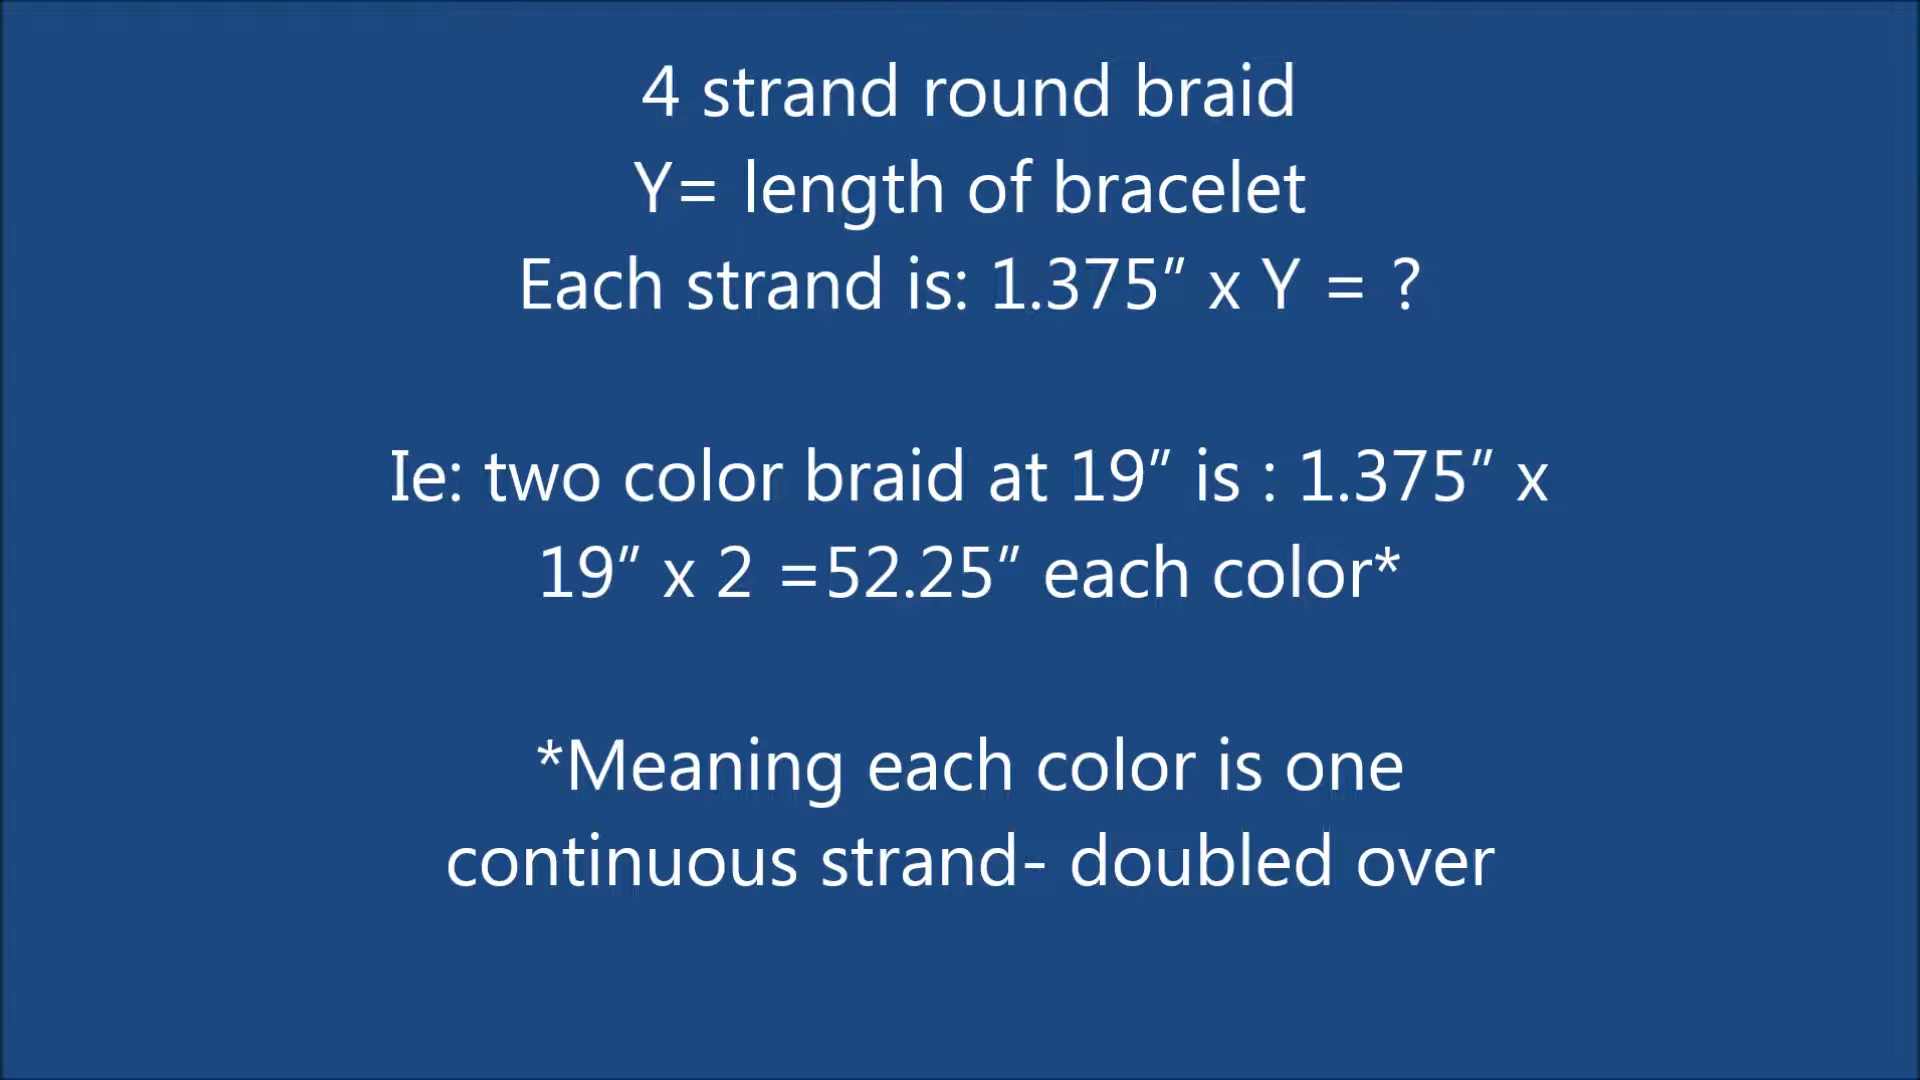 4 strand round braid
Y= length of bracelet
Each strand is: 1.375” x Y = ?
Ie: two color braid at 19” is : 1.375” x
19” x 2 =52.25” each color*
*Meaning each color is one
continuous strand- doubled over